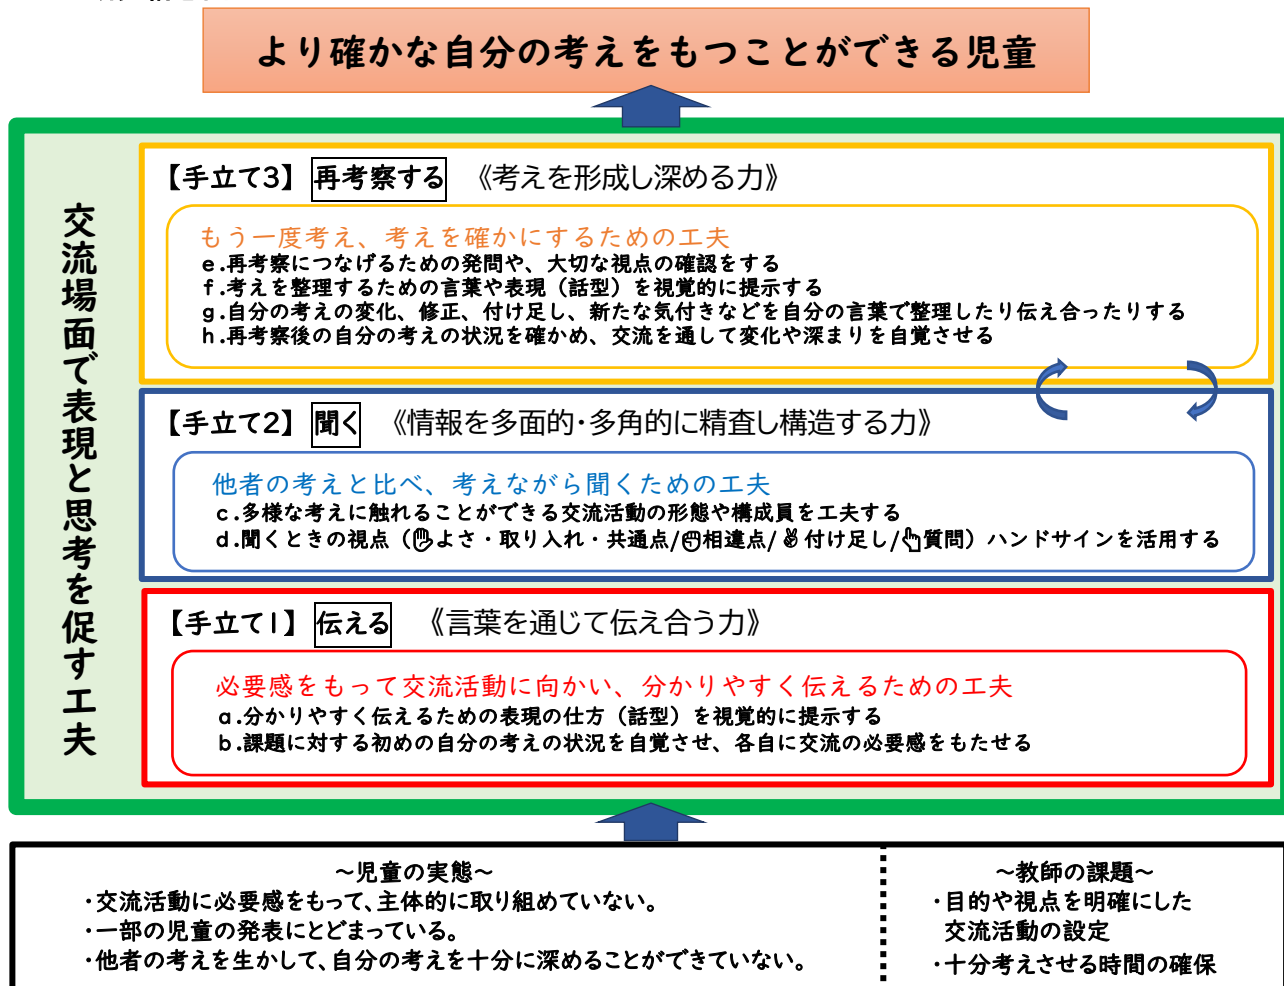 より確かな自分の考えをもつことができる児童
交流場面で表現と思考を促す工夫
【手立て3】 再考察する 《考えを形成し深める力》
もう一度考え、考えを確かにするための工夫
e.再考察につなげるための発問や、大切な視点の確認をする
f.考えを整理するための言葉や表現（話型）を視覚的に提示する
g.自分の考えの変化、修正、付け足し、新たな気付きなどを自分の言葉で整理したり伝え合ったりする
h.再考察後の自分の考えの状況を確かめ、交流を通して変化や深まりを自覚させる
【手立て2】 聞く 《情報を多面的・多角的に精査し構造する力》
他者の考えと比べ、考えながら聞くための工夫
c.多様な考えに触れることができる交流活動の形態や構成員を工夫する
d.聞くときの視点（よさ・取り入れ・共通点/相違点/付け足し/質問）ハンドサインを活用する
【手立て1】 伝える 《言葉を通じて伝え合う力》
必要感をもって交流活動に向かい、分かりやすく伝えるための工夫
a.分かりやすく伝えるための表現の仕方（話型）を視覚的に提示する
b.課題に対する初めの自分の考えの状況を自覚させ、各自に交流の必要感をもたせる
～児童の実態～
・交流活動に必要感をもって、主体的に取り組めていない。
・一部の児童の発表にとどまっている。
・他者の考えを生かして、自分の考えを十分に深めることができていない。
～教師の課題～
・目的や視点を明確にした
交流活動の設定
・十分考えさせる時間の確保